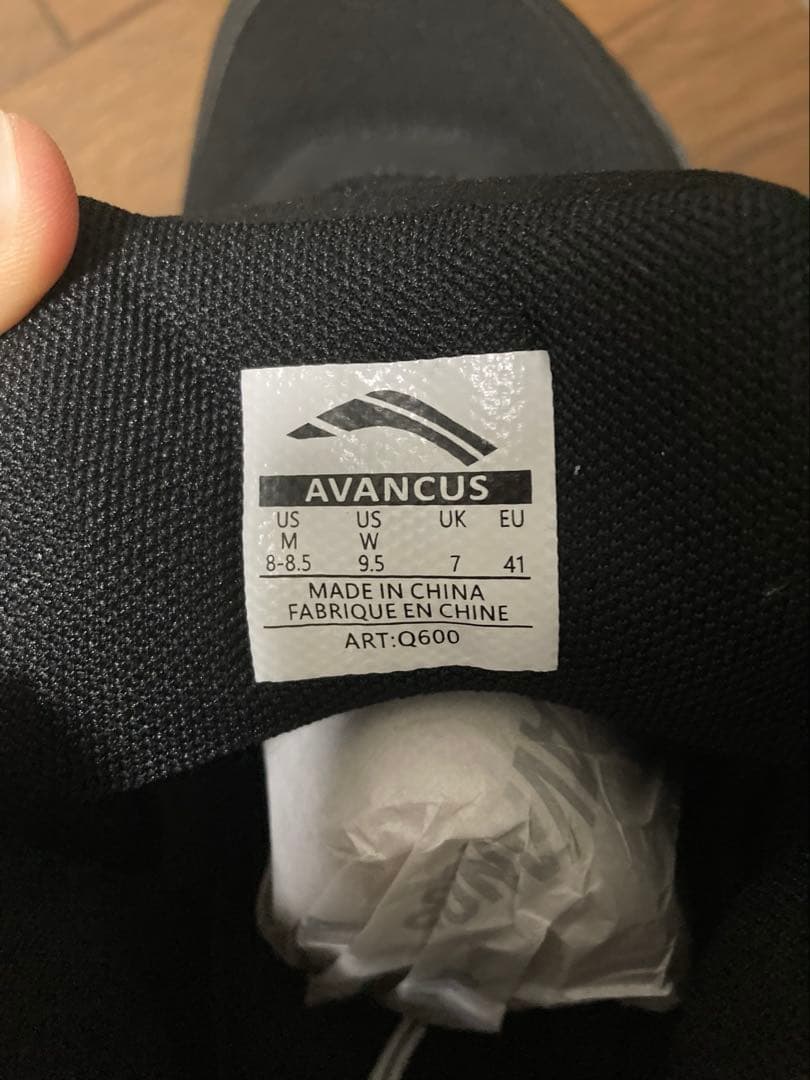 AVANCUS
US US UK EU
M W
8-8.5 9.5 7 41
MADE IN CHINA
FABRIQUE EN CHINE
ART:Q600